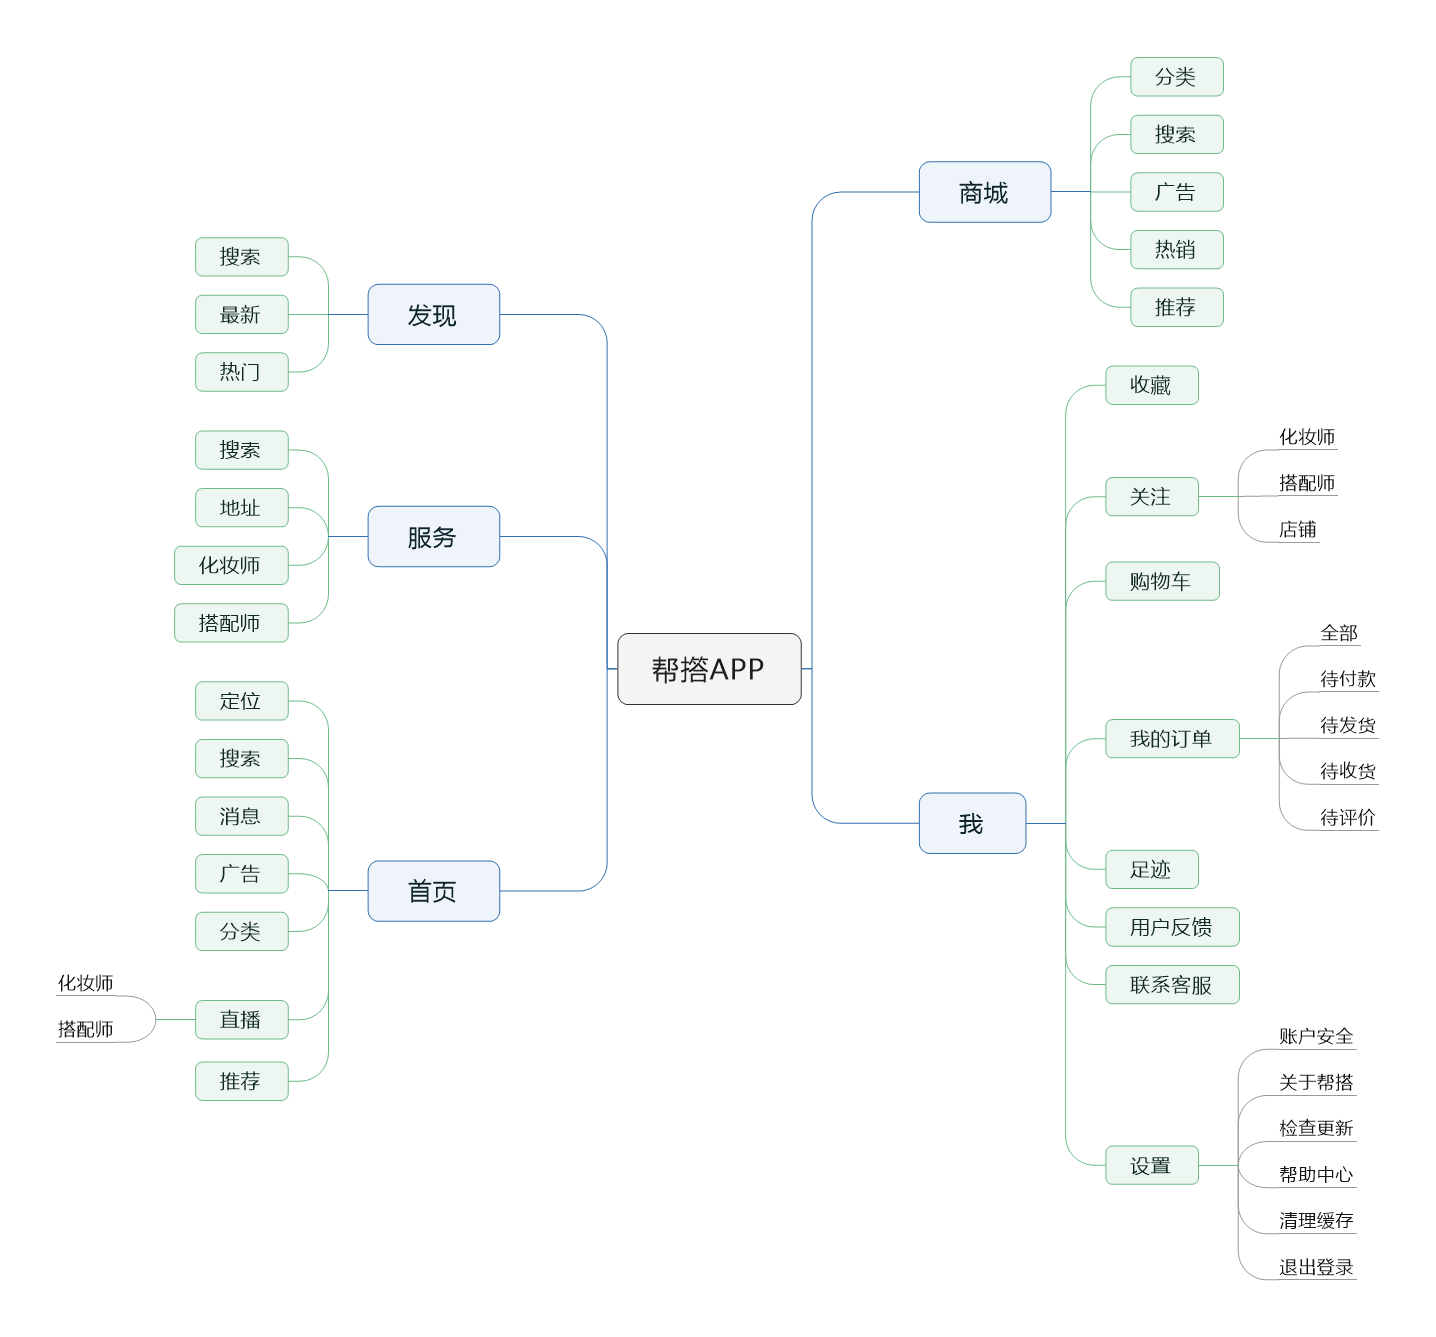 帮撘APP
商城
分类
搜索
广告
热销
推荐
我
收藏
关注
化妆师
搭配师
店铺
购物车
我的订单
全部
待付款
待发货
待收货
待评价
足迹
用户反馈
联系客服
设置
账户安全
关于帮搭
检查更新
帮助中心
清理缓存
退出登录
发现
搜索
最新
热门
服务
搜索
地址
化妆师
搭配师
首页
定位
搜索
消息
广告
分类
直播
化妆师
搭配师
推荐